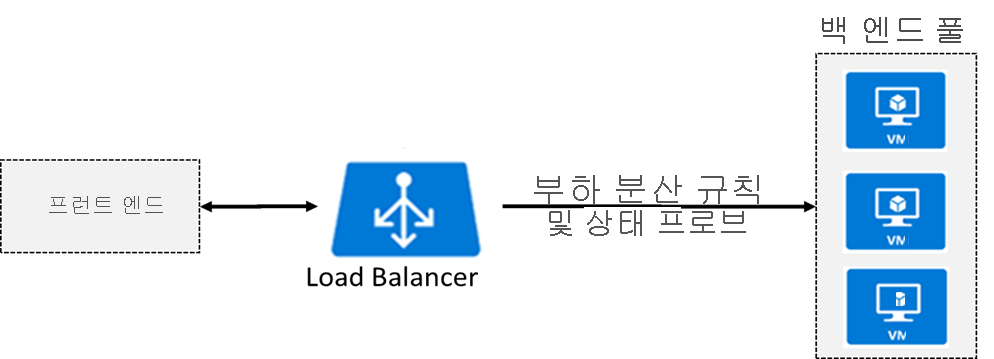 백 엔드 풀
VM
프런트 엔드
부하 분산 규칙
및 상태 프로브
VM
Load Balancer
VM